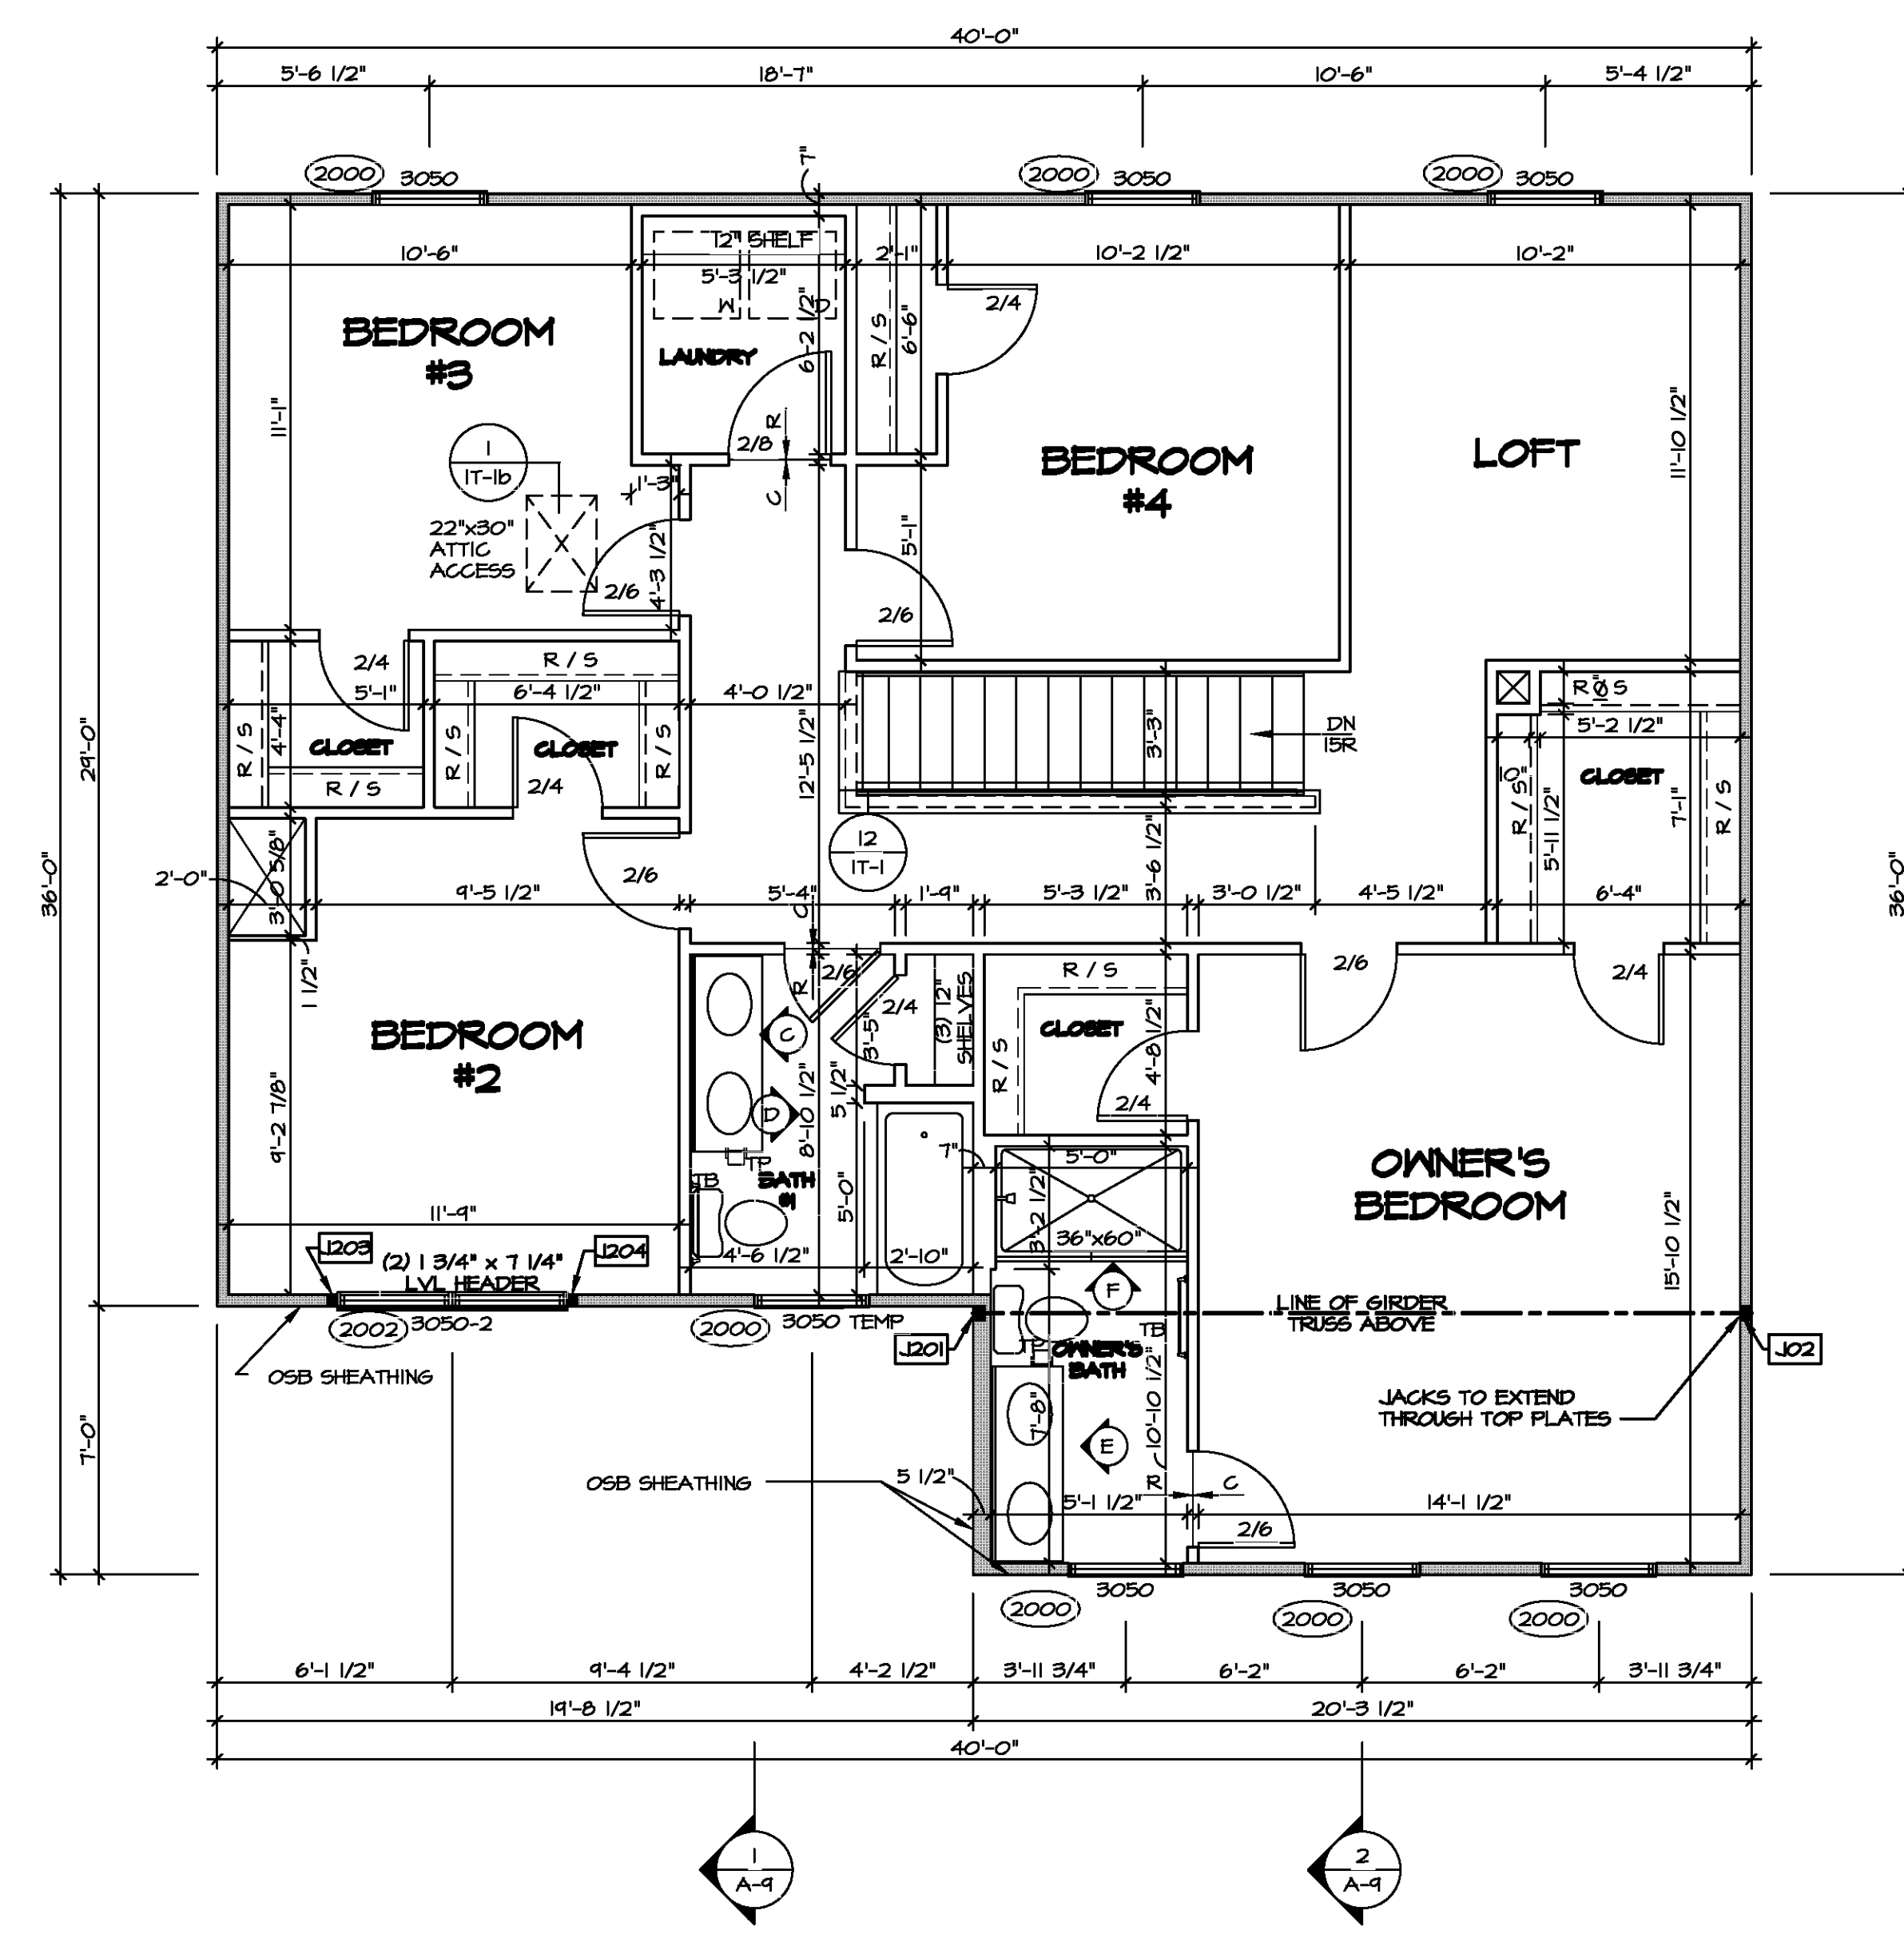 40'-0"
5'-6 1/2"
18'-7"
10'-6"
5'-4 1/2"
2000
3050
7"
2000
3050
2000
3050
10'-6"
12" SHELF
5'-3 1/2"
2'-1"
10'-2 1/2"
10'-2"
W
D
2/4
BEDROOM
#3
LAUNDRY
6'-2 1/2"
R / S
6'-6"
11'-1"
2/8
R
C
BEDROOM
#4
LOFT
11'-10 1/2"
1
1T-1b
1'-3"
22"x30"
ATTIC
ACCESS
X
2/6
4'-3 1/2"
5'-1"
2/6
2/4
R / S
5'-1"
6'-4 1/2"
4'-0 1/2"
R / S
4'-4"
CLOSET
R / S
R / S
CLOSET
2/4
R / S
12'-5 1/2"
3'-3"
DN
15R
R / S
5'-2 1/2"
10"
R / S
5'-11 1/2"
CLOSET
7'-1"
R / S
29'-0"
36'-0"
36'-0"
12
1T-1
2'-0"
3'-0 5/8"
9'-5 1/2"
2/6
5'-4"
C
1'-9"
5'-3 1/2"
3'-6 1/2"
3'-0 1/2"
4'-5 1/2"
6'-4"
1 1/2"
2/6
R
2/4
(3) 12"
SHELVES
R / S
2/6
2/4
BEDROOM
#2
C
3'-5"
CLOSET
R / S
4'-8 1/2"
2/4
9'-2 7/8"
D
8'-10 1/2"
5 1/2"
7"
5'-0"
TP
TB
BATH
#1
5'-0"
3'-2 1/2"
36"x60"
OWNER'S
BEDROOM
15'-10 1/2"
11'-9"
J203
(2) 1 3/4" x 7 1/4"
LVL HEADER
J204
4'-6 1/2"
2'-10"
F
2002
3050-2
2000
3050 TEMP
LINE OF GIRDER
TRUSS ABOVE
J201
TB
TP
OWNER'S
BATH
J102
OSB SHEATHING
7'-0"
7'-8"
10'-10 1/2"
E
JACKS TO EXTEND
THROUGH TOP PLATES
OSB SHEATHING
5 1/2"
5'-1 1/2"
R
C
2/6
14'-1 1/2"
3050
3050
3050
2000
2000
2000
6'-1 1/2"
9'-4 1/2"
4'-2 1/2"
3'-11 3/4"
6'-2"
6'-2"
3'-11 3/4"
19'-8 1/2"
20'-3 1/2"
40'-0"
1
A-9
2
A-9